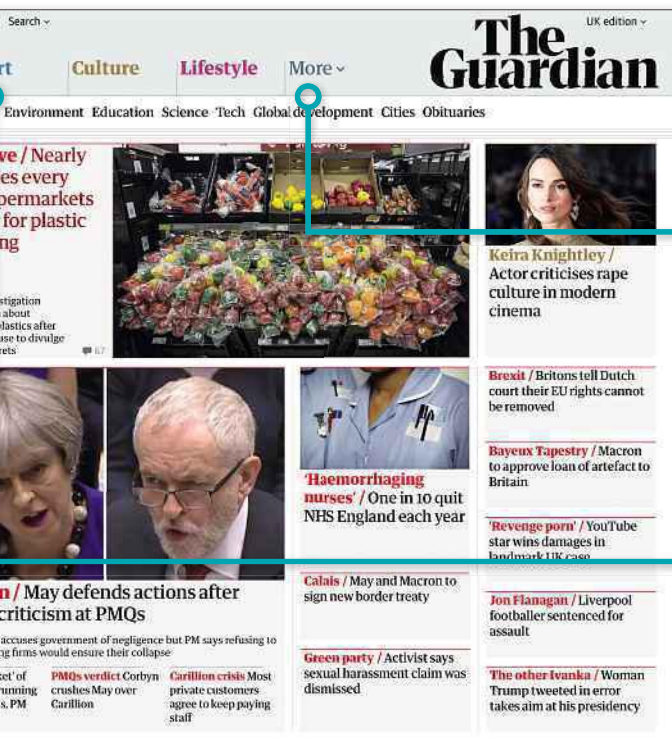 Search
UK edition
The
Guardian
rt
Culture
Lifestyle
More
Environment Education Science Tech Global development Cities Obituaries
ve / Nearly
es every
permarkets
for plastic
ng
stigation
about
lastics after
use to divulge
rets
67
Keira Knightley /
Actor criticises rape
culture in modern
cinema
Brexit / Britons tell Dutch
court their EU rights cannot
be removed
Bayeux Tapestry / Macron
to approve loan of artefact to
Britain
'Revenge porn' / YouTube
star wins damages in
landmark UK case
Jon Flanagan / Liverpool
footballer sentenced for
assault
The other Ivanka / Woman
Trump tweeted in error
takes aim at his presidency
'Haemorrhaging
nurses' / One in 10 quit
NHS England each year
Calais / May and Macron to
sign new border treaty
Green party / Activist says
sexual harassment claim was
dismissed
n / May defends actions after
criticism at PMQs
accuses government of negligence but PM says refusing to
ng firms would ensure their collapse
ket' of
running
s, PM
PMQs verdict Corbyn
crushes May over
Carillion
Carillion crisis Most
private customers
agree to keep paying
staff